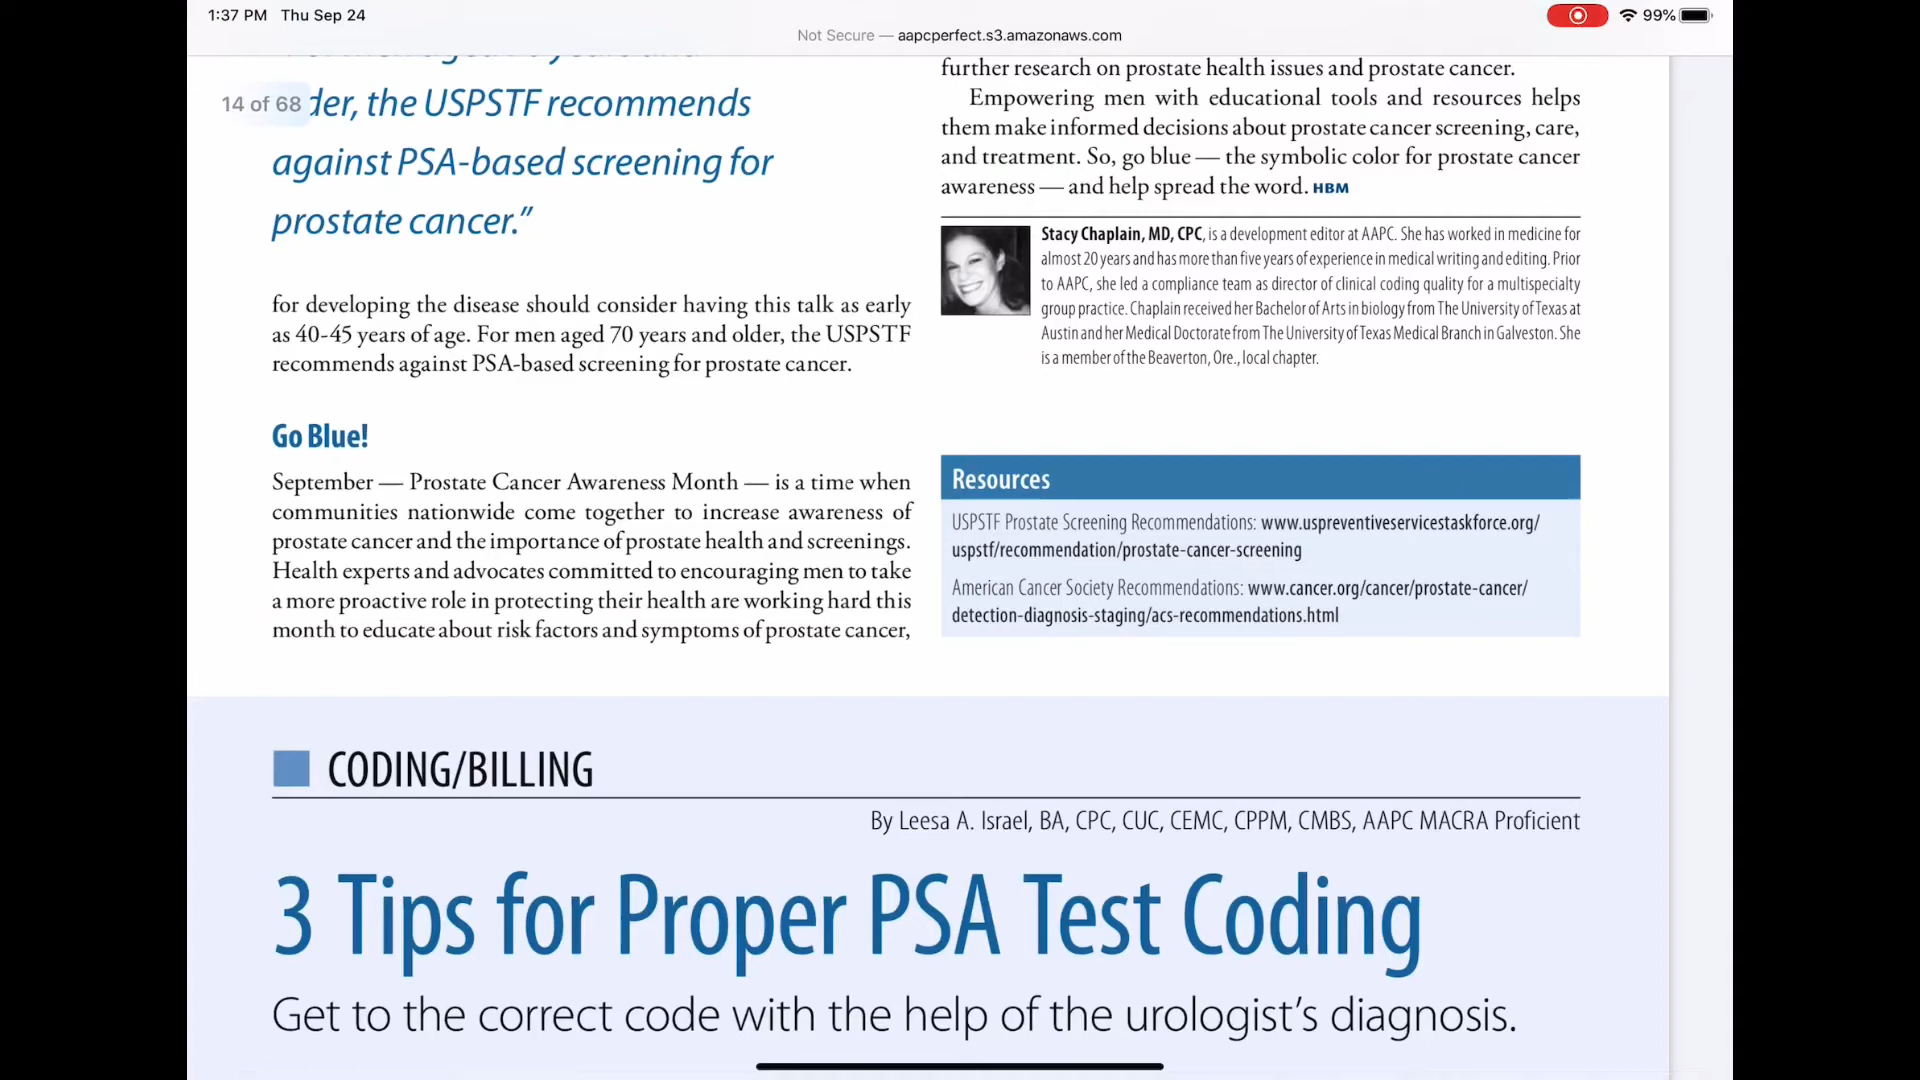 1:37 PM Thu Sep 24
99%
Not Secure — aapcperfect.s3.amazonaws.com
14 of 68
der, the USPSTF recommends
against PSA-based screening for
prostate cancer.”
for developing the disease should consider having this talk as early
as 40-45 years of age. For men aged 70 years and older, the USPSTF
recommends against PSA-based screening for prostate cancer.
Go Blue!
September — Prostate Cancer Awareness Month — is a time when
communities nationwide come together to increase awareness of
prostate cancer and the importance of prostate health and screenings.
Health experts and advocates committed to encouraging men to take
a more proactive role in protecting their health are working hard this
month to educate about risk factors and symptoms of prostate cancer,
further research on prostate health issues and prostate cancer.
Empowering men with educational tools and resources helps
them make informed decisions about prostate cancer screening, care,
and treatment. So, go blue — the symbolic color for prostate cancer
awareness — and help spread the word. HBM
Stacy Chaplain, MD, CPC, is a development editor at AAPC. She has worked in medicine for
almost 20 years and has more than five years of experience in medical writing and editing. Prior
to AAPC, she led a compliance team as director of clinical coding quality for a multispecialty
group practice. Chaplain received her Bachelor of Arts in biology from The University of Texas at
Austin and her Medical Doctorate from The University of Texas Medical Branch in Galveston. She
is a member of the Beaverton, Ore., local chapter.
Resources
USPSTF Prostate Screening Recommendations: www.uspreventiveservicestaskforce.org/
uspstf/recommendation/prostate-cancer-screening
American Cancer Society Recommendations: www.cancer.org/cancer/prostate-cancer/
detection-diagnosis-staging/acs-recommendations.html
CODING/BILLING
By Leesa A. Israel, BA, CPC, CUC, CEMC, CPPM, CMBS, AAPC MACRA Proficient
3 Tips for Proper PSA Test Coding
Get to the correct code with the help of the urologist’s diagnosis.